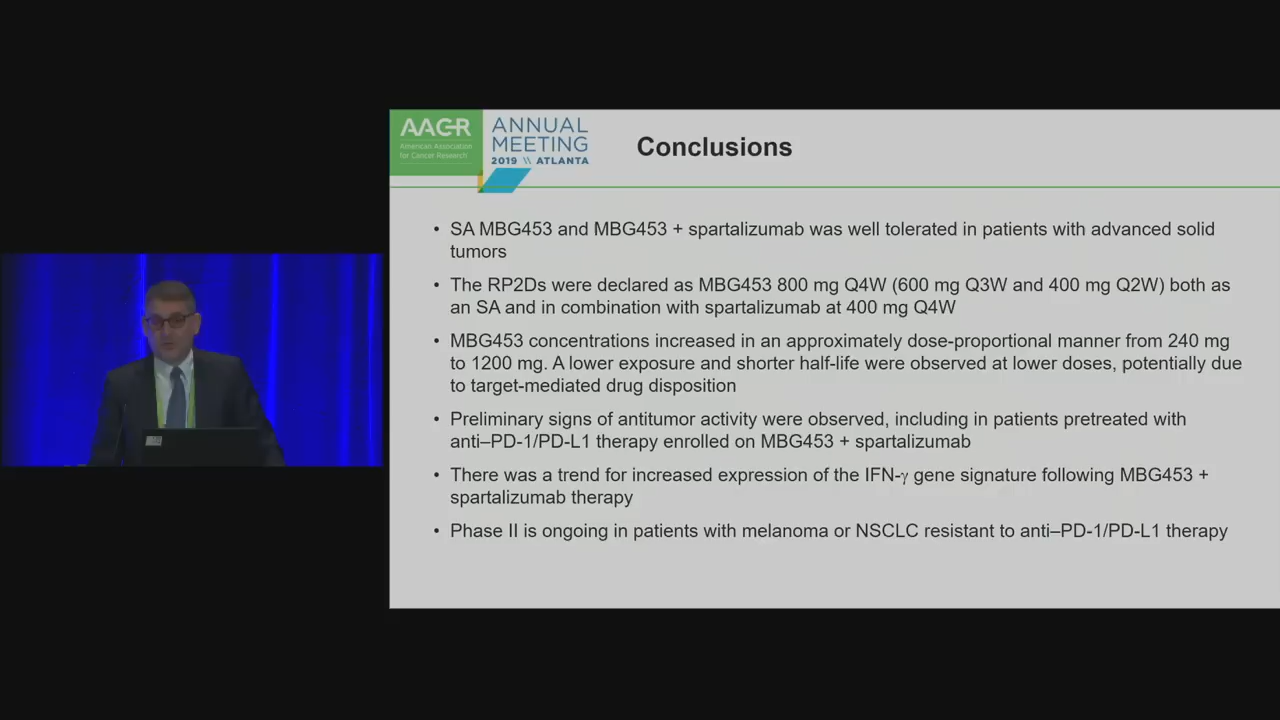 AACR
American Association
for Cancer Research
ANNUAL
MEETING
2019 \\ ATLANTA
Conclusions
• SA MBG453 and MBG453 + spartalizumab was well tolerated in patients with advanced solid
tumors
• The RP2Ds were declared as MBG453 800 mg Q4W (600 mg Q3W and 400 mg Q2W) both as
an SA and in combination with spartalizumab at 400 mg Q4W
• MBG453 concentrations increased in an approximately dose-proportional manner from 240 mg
to 1200 mg. A lower exposure and shorter half-life were observed at lower doses, potentially due
to target-mediated drug disposition
• Preliminary signs of antitumor activity were observed, including in patients pretreated with
anti–PD-1/PD-L1 therapy enrolled on MBG453 + spartalizumab
• There was a trend for increased expression of the IFN-γ gene signature following MBG453 +
spartalizumab therapy
• Phase II is ongoing in patients with melanoma or NSCLC resistant to anti–PD-1/PD-L1 therapy